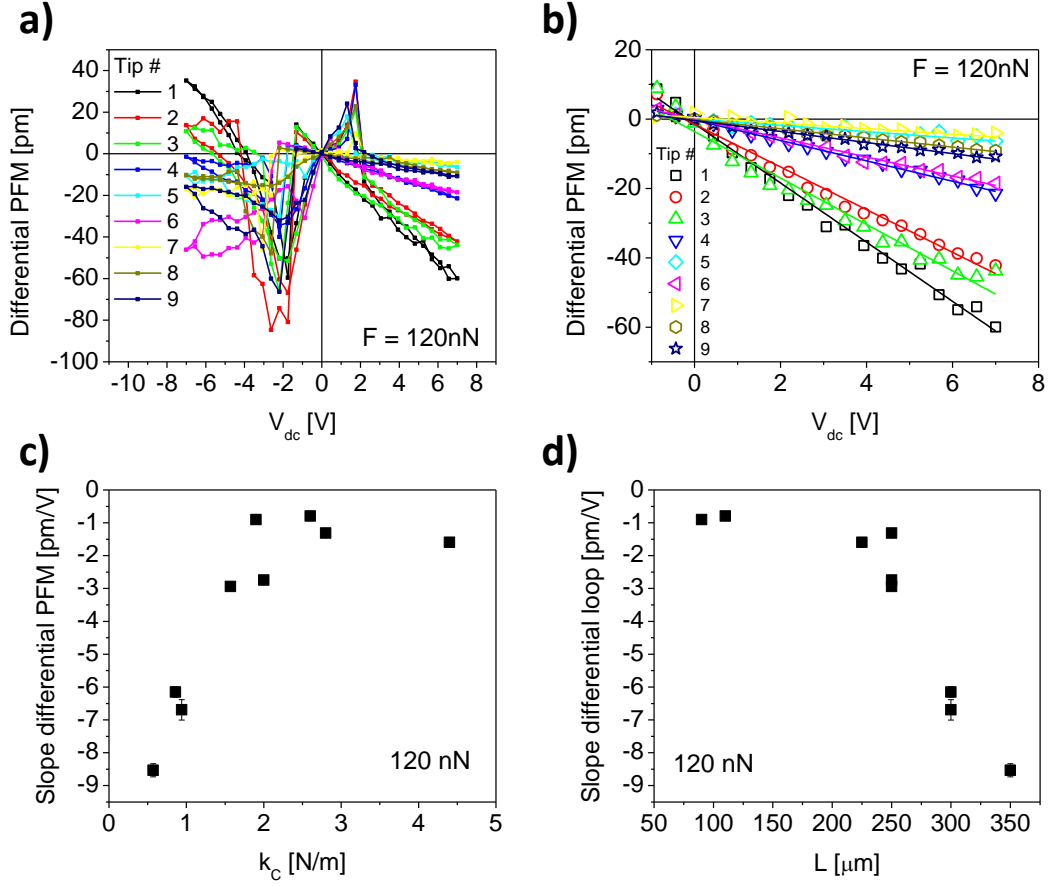 a)
40
20
0
-20
-40
-60
-80
-100
Differential PFM [pm]
Tip #
1
2
3
4
5
6
7
8
9
F = 120nN
-10 -8 -6 -4 -2 0 2 4 6 8
V_dc [V]
b)
20
0
-20
-40
-60
Differential PFM [pm]
F = 120nN
Tip #
1
2
3
4
5
6
7
8
9
0 2 4 6 8
V_dc [V]
c)
0
-1
-2
-3
-4
-5
-6
-7
-8
-9
Slope differential PFM [pm/V]
120 nN
0 1 2 3 4 5
k_C [N/m]
d)
0
-1
-2
-3
-4
-5
-6
-7
-8
-9
Slope differential loop [pm/V]
120 nN
50 100 150 200 250 300 350
L [μm]